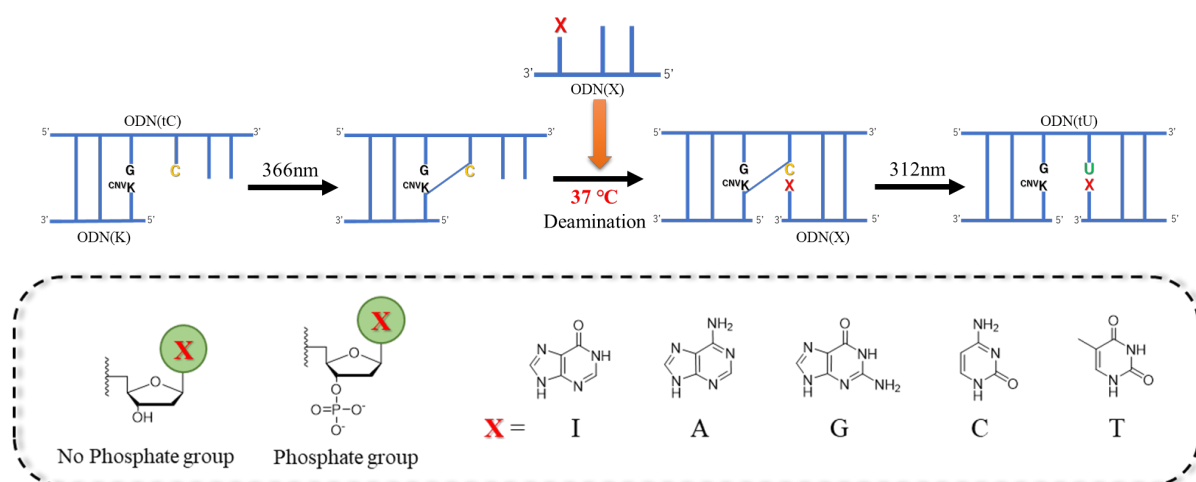 X
3' 5'
ODN(X)
5' ODN(tC) 3'
G C
CNVK
3' 5'
ODN(K)
366nm
5' 3'
G C
CNVK
3' 5'
37 °C
Deamination
5' 3'
G C
CNVK X
3' 5' 3' 5'
ODN(X)
312nm
ODN(tU)
5' 3'
G U
CNVK X
3' 5' 3' 5'
X
O
OH
No Phosphate group
X
O
O
O=P-O-
O-
Phosphate group
X = I A G C T
O
N NH
N H N
NH2
N N
N H N
O
N NH
N H N NH2
NH2
N
N H O
O
NH
N H O